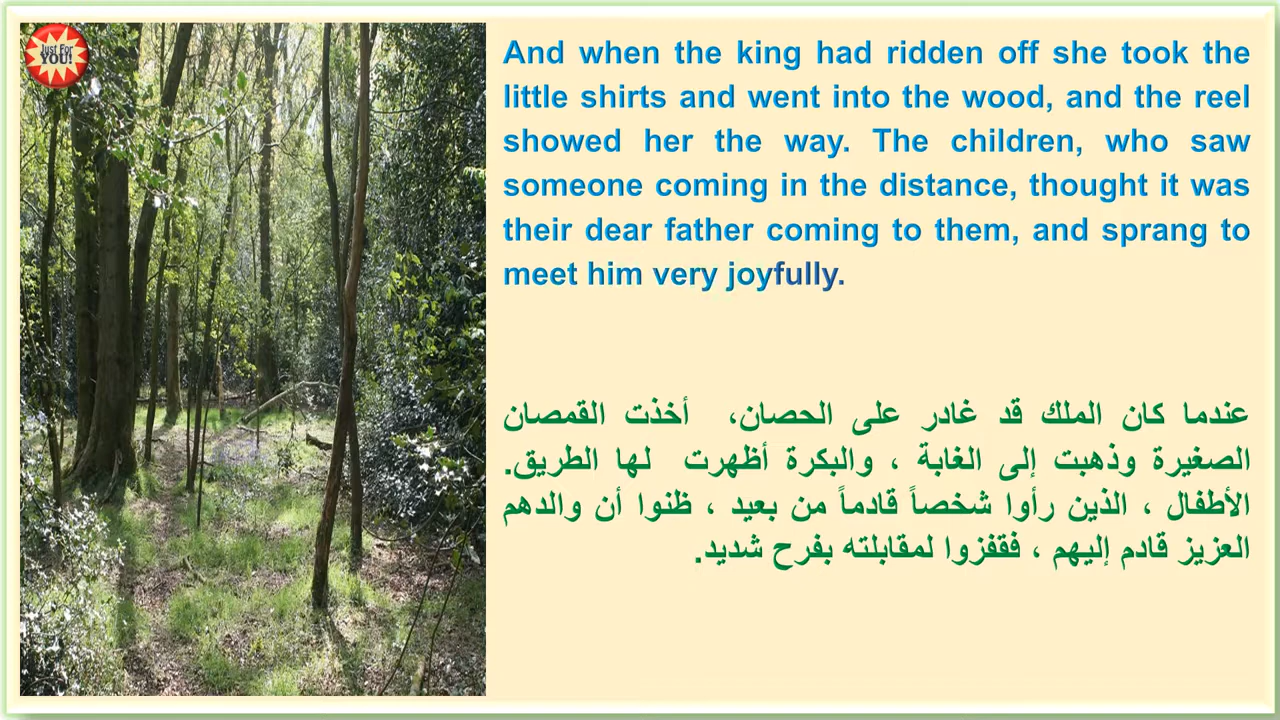 Just For
YOU!
And when the king had ridden off she took the
little shirts and went into the wood, and the reel
showed her the way. The children, who saw
someone coming in the distance, thought it was
their dear father coming to them, and sprang to
meet him very joyfully.
عندما كان الملك قد غادر على الحصان، أخذت القمصان
الصغيرة وذهبت إلى الغابة ، والبكرة أظهرت لها الطريق.
الأطفال ، الذين رأوا شخصاً قادماً من بعيد ، ظنوا أن والدهم
العزيز قادم إليهم ، فقفزوا لمقابلته بفرح شديد.